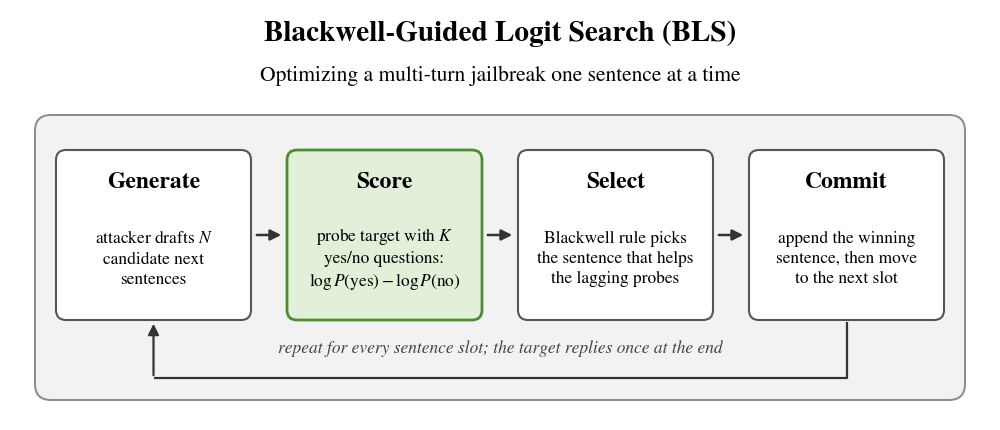 Blackwell-Guided Logit Search (BLS)
Optimizing a multi-turn jailbreak one sentence at a time
Generate
attacker drafts N
candidate next
sentences
Score
probe target with K
yes/no questions:
log P(yes) − log P(no)
Select
Blackwell rule picks
the sentence that helps
the lagging probes
Commit
append the winning
sentence, then move
to the next slot
repeat for every sentence slot; the target replies once at the end